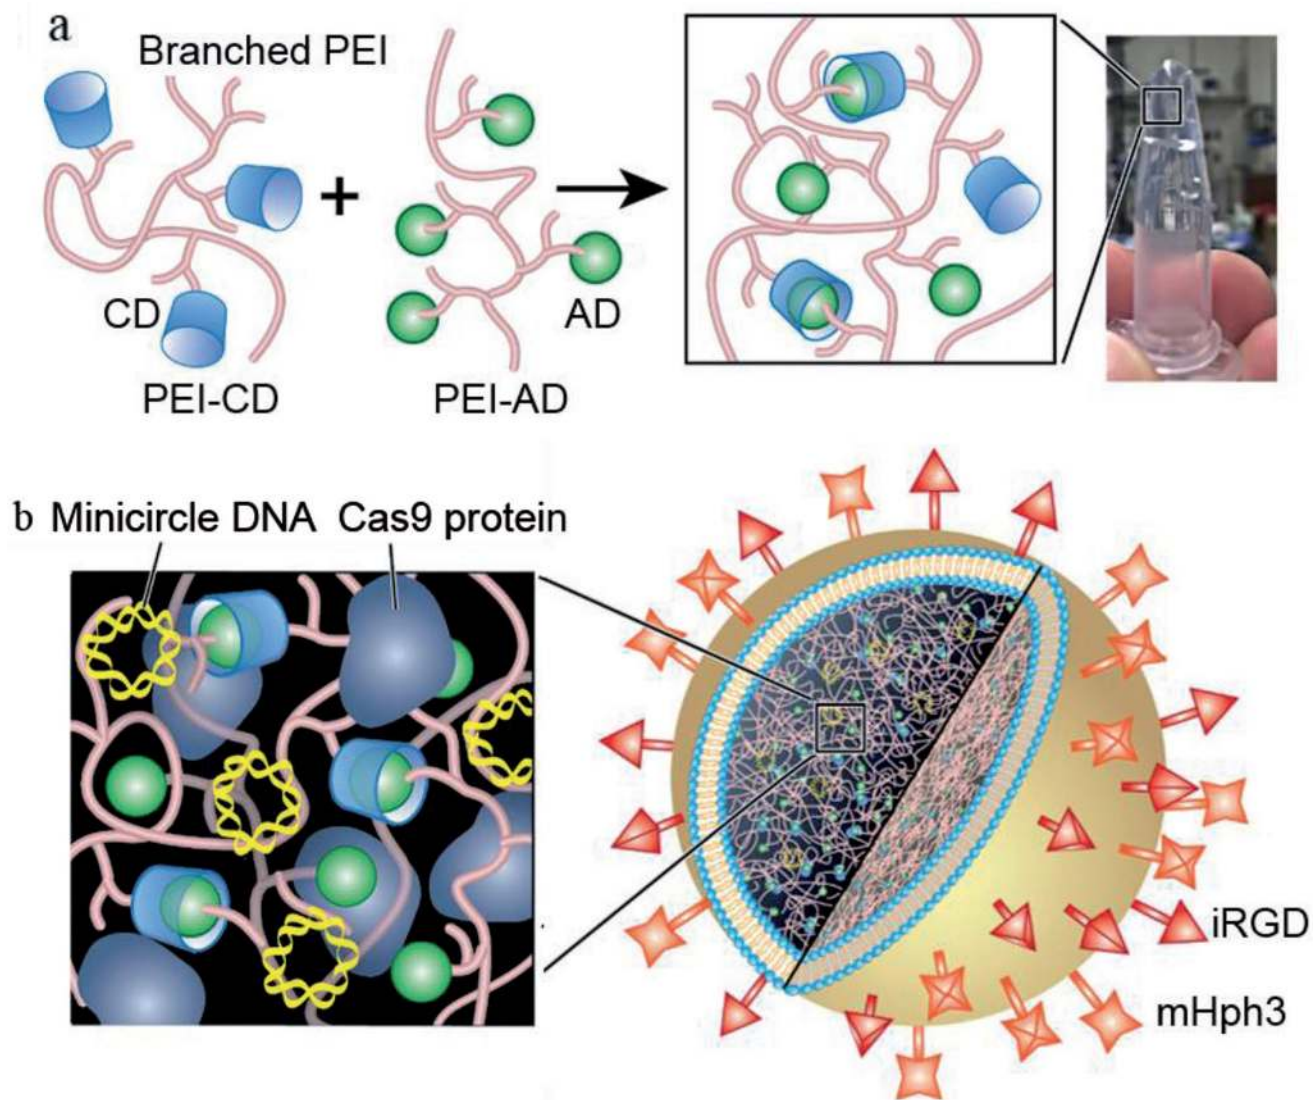 a
Branched PEI
CD
AD
PEI-CD
PEI-AD
b Minicircle DNA Cas9 protein
iRGD
mHph3